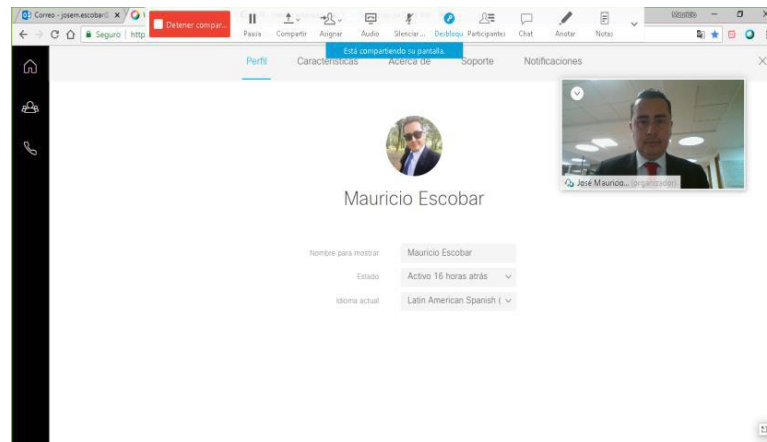 Correo - josem.escobar
Detener compar...
Pausa
Compartir
Asignar
Audio
Silenciar...
Desbloqu
Participantes
Chat
Anotar
Notas
Mauricio
Seguro
http
Está compartiendo su pantalla.
Perfil
Características
Acerca de
Soporte
Notificaciones
José Mauricio... (organizador)
Mauricio Escobar
Nombre para mostrar
Mauricio Escobar
Estado
Activo 16 horas atrás
Idioma actual
Latin American Spanish (